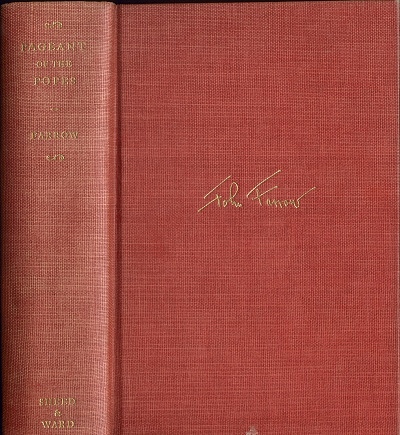 PAGEANT
OF THE
POPES
FARROW
SHEED
&
WARD
John Farrow